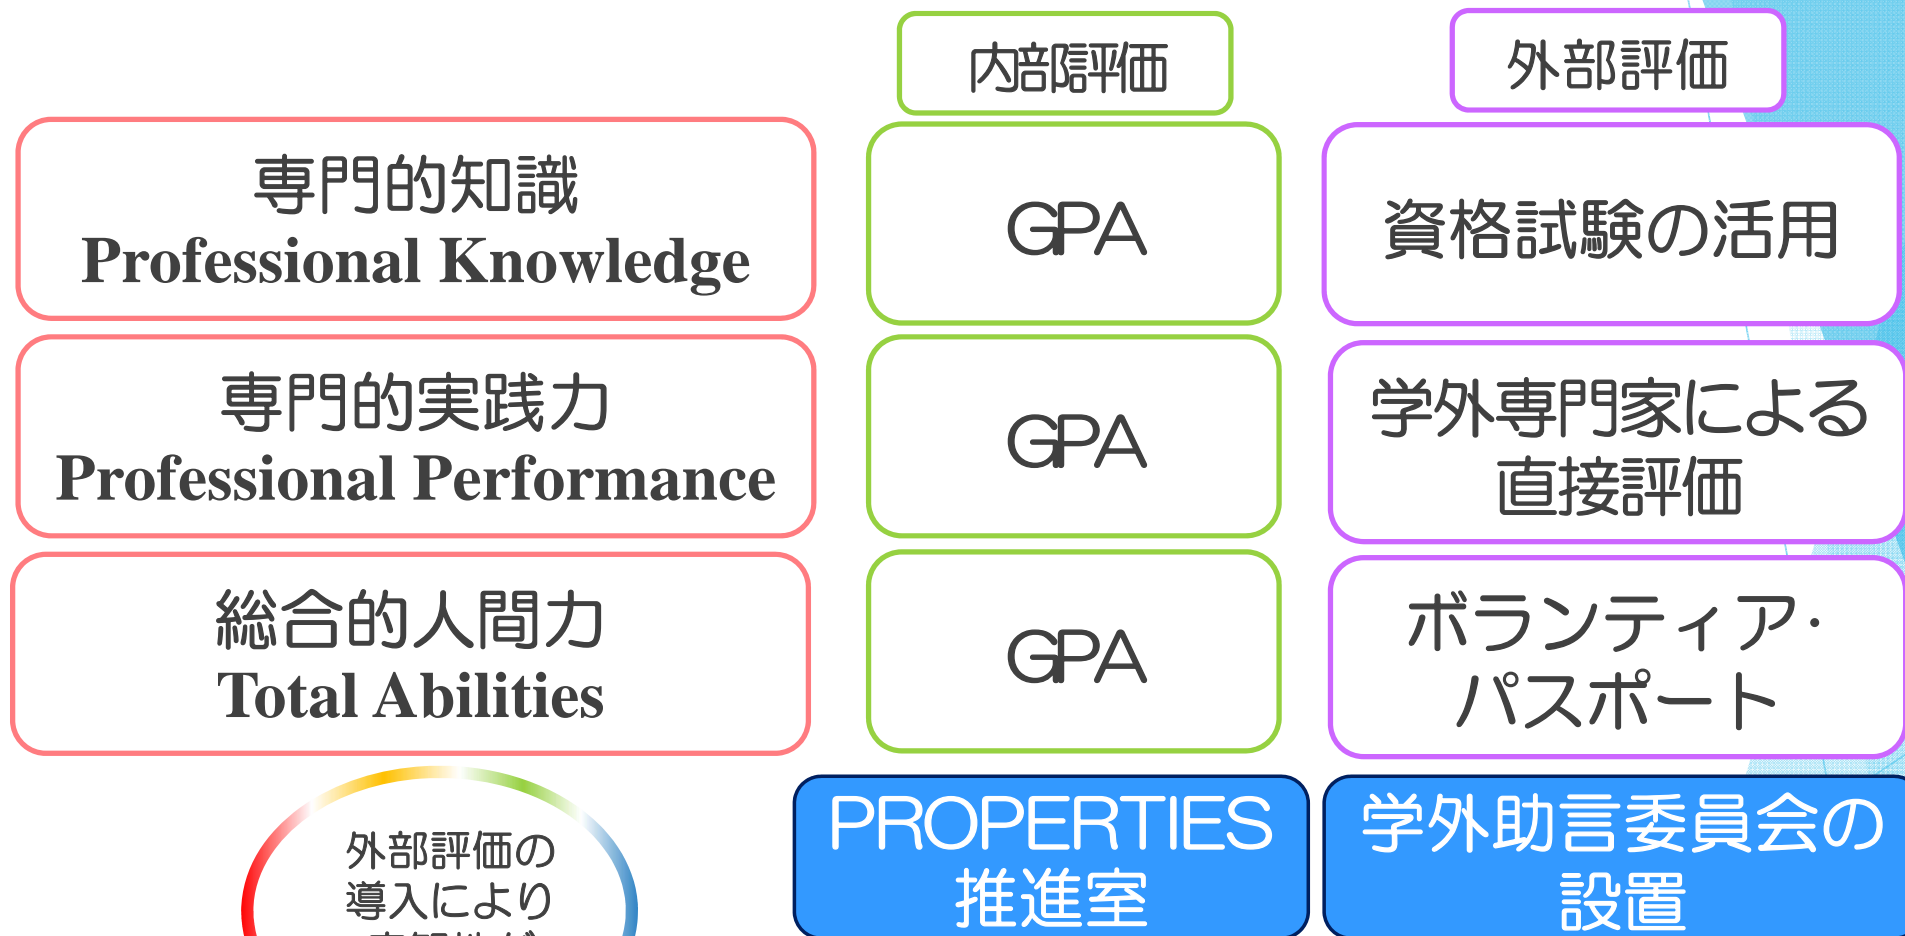 内部評価
外部評価
専門的知識
Professional Knowledge
GPA
資格試験の活用
専門的実践力
Professional Performance
GPA
学外専門家による
直接評価
総合的人間力
Total Abilities
GPA
ボランティア・
パスポート
外部評価の
導入により
PROPERTIES
推進室
学外助言委員会の
設置